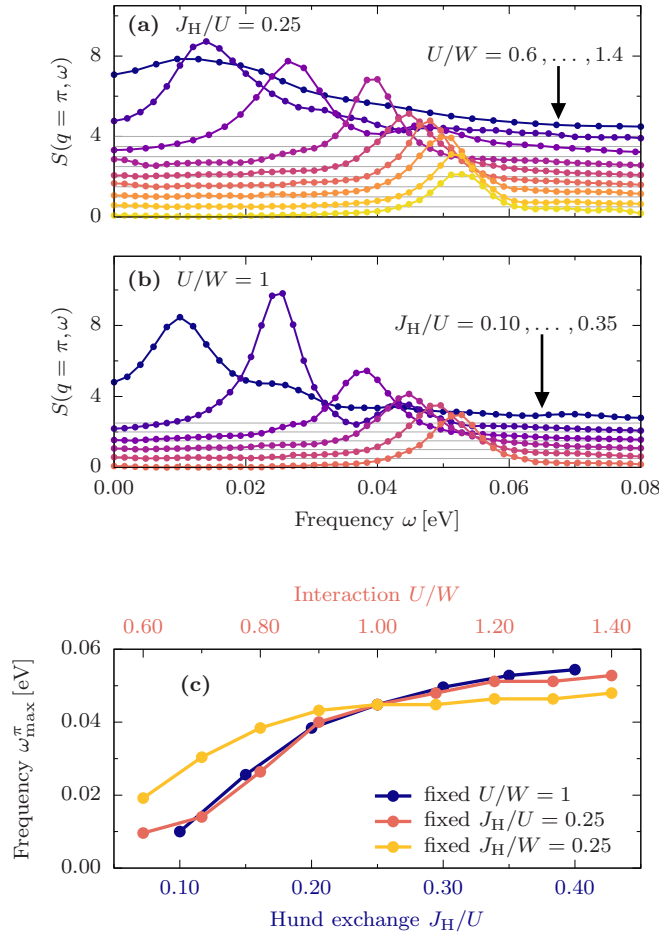 (a) J_H/U = 0.25
U/W = 0.6, ..., 1.4
S(q = π, ω)
8
4
0
(b) U/W = 1
J_H/U = 0.10, ..., 0.35
S(q = π, ω)
8
4
0
0.00 0.02 0.04 0.06 0.08
Frequency ω [eV]
Interaction U/W
0.60 0.80 1.00 1.20 1.40
(c)
Frequency ω^π_max [eV]
0.06
0.04
0.02
0.00
fixed U/W = 1
fixed J_H/U = 0.25
fixed J_H/W = 0.25
0.10 0.20 0.30 0.40
Hund exchange J_H/U